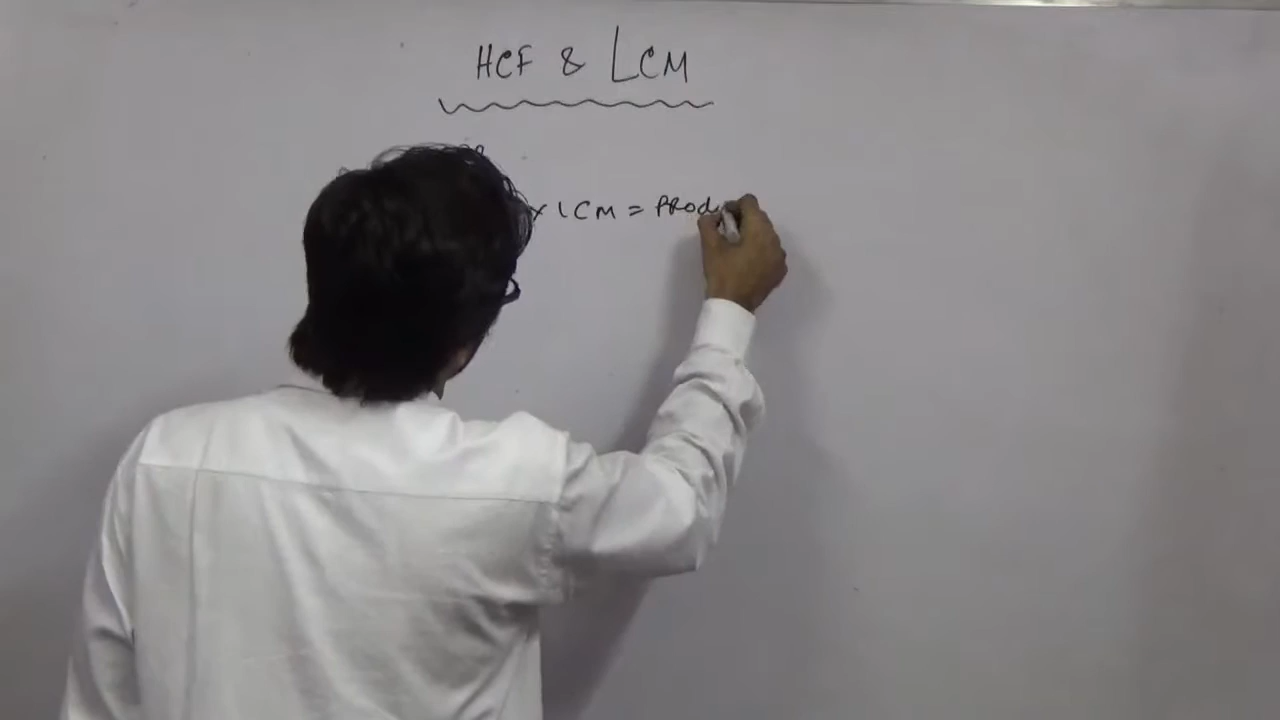 HCF & LCM
× LCM = PROd